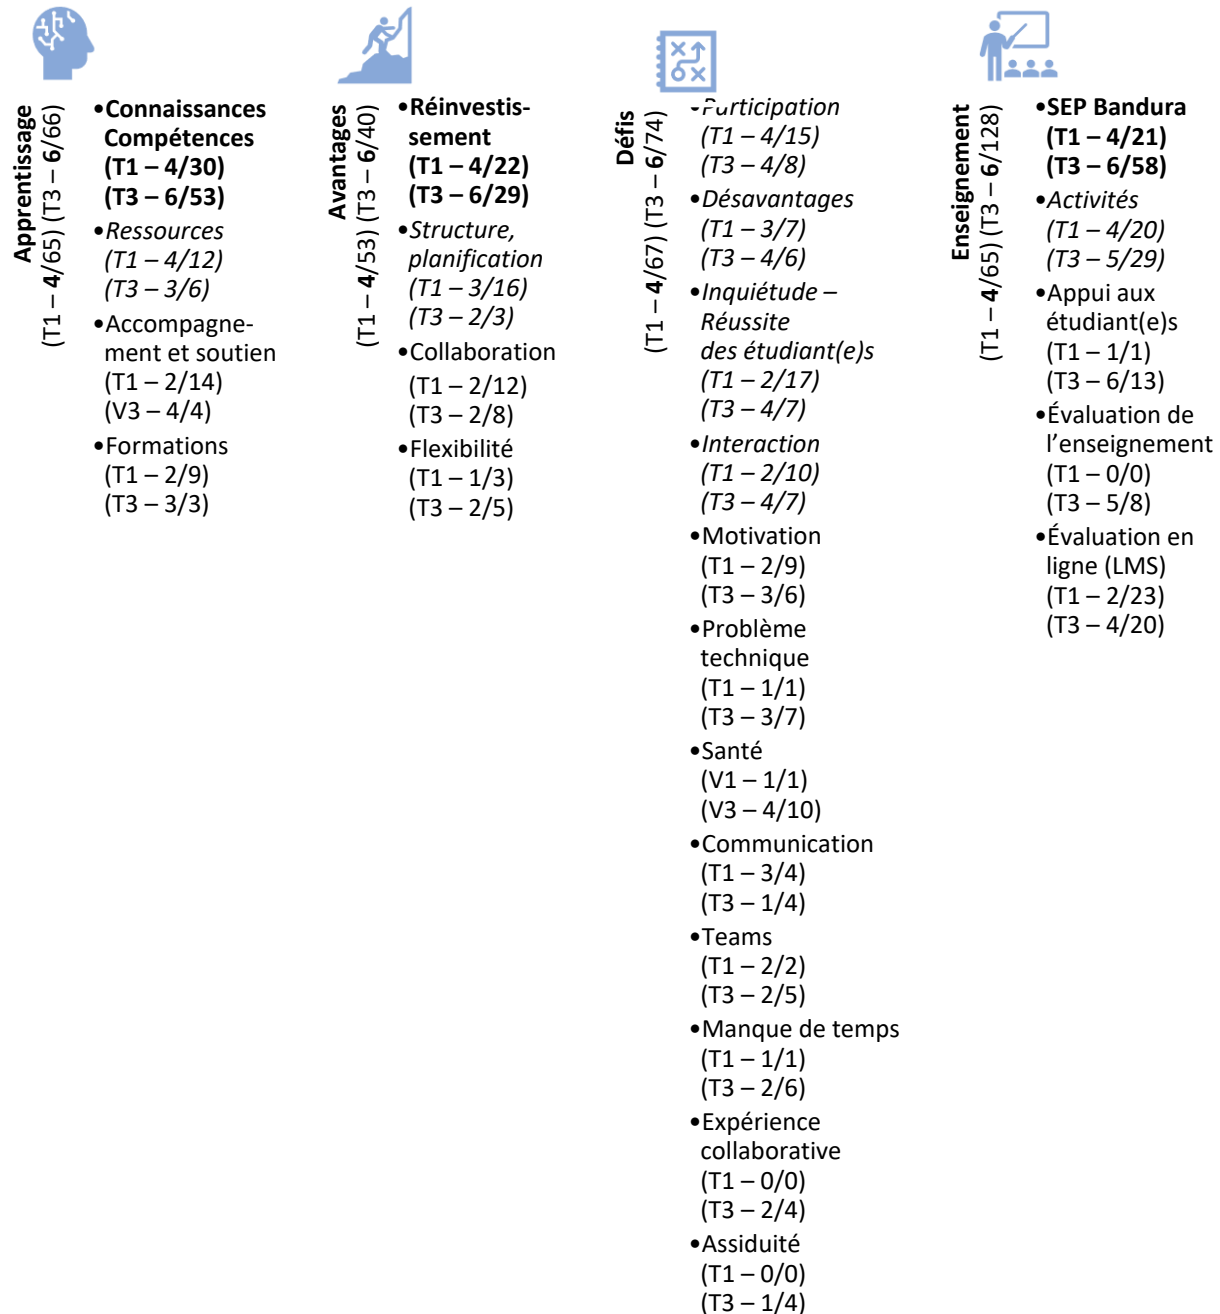 Apprentissage
(T1 – 4/65) (T3 – 6/66)
•Connaissances
Compétences
(T1 – 4/30)
(T3 – 6/53)
•Ressources
(T1 – 4/12)
(T3 – 3/6)
•Accompagne-
ment et soutien
(T1 – 2/14)
(V3 – 4/4)
•Formations
(T1 – 2/9)
(T3 – 3/3)
Avantages
(T1 – 4/53) (T3 – 6/40)
•Réinvestis-
sement
(T1 – 4/22)
(T3 – 6/29)
•Structure,
planification
(T1 – 3/16)
(T3 – 2/3)
•Collaboration
(T1 – 2/12)
(T3 – 2/8)
•Flexibilité
(T1 – 1/3)
(T3 – 2/5)
Défis
(T1 – 4/67) (T3 – 6/74)
•Participation
(T1 – 4/15)
(T3 – 4/8)
•Désavantages
(T1 – 3/7)
(T3 – 4/6)
•Inquiétude –
Réussite
des étudiant(e)s
(T1 – 2/17)
(T3 – 4/7)
•Interaction
(T1 – 2/10)
(T3 – 4/7)
•Motivation
(T1 – 2/9)
(T3 – 3/6)
•Problème
technique
(T1 – 1/1)
(T3 – 3/7)
•Santé
(V1 – 1/1)
(V3 – 4/10)
•Communication
(T1 – 3/4)
(T3 – 1/4)
•Teams
(T1 – 2/2)
(T3 – 2/5)
•Manque de temps
(T1 – 1/1)
(T3 – 2/6)
•Expérience
collaborative
(T1 – 0/0)
(T3 – 2/4)
•Assiduité
(T1 – 0/0)
(T3 – 1/4)
Enseignement
(T1 – 4/65) (T3 – 6/128)
•SEP Bandura
(T1 – 4/21)
(T3 – 6/58)
•Activités
(T1 – 4/20)
(T3 – 5/29)
•Appui aux
étudiant(e)s
(T1 – 1/1)
(T3 – 6/13)
•Évaluation de
l’enseignement
(T1 – 0/0)
(T3 – 5/8)
•Évaluation en
ligne (LMS)
(T1 – 2/23)
(T3 – 4/20)